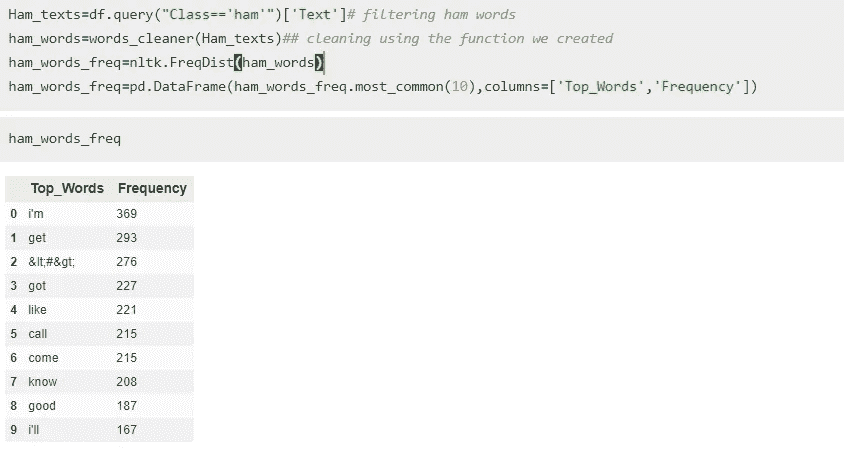 Ham_texts=df.query("Class=='ham'")['Text']# filtering ham words
ham_words=words_cleaner(Ham_texts)## cleaning using the function we created
ham_words_freq=nltk.FreqDist(ham_words)
ham_words_freq=pd.DataFrame(ham_words_freq.most_common(10),columns=['Top_Words','Frequency'])
ham_words_freq
Top_Words Frequency
0 i'm 369
1 get 293
2 &lt;#&gt; 276
3 got 227
4 like 221
5 call 215
6 come 215
7 know 208
8 good 187
9 i'll 167